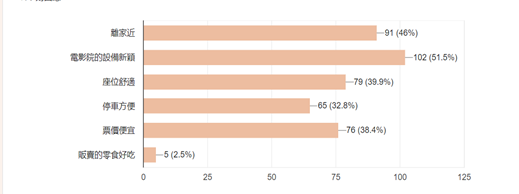 離家近 91 (46%)
電影院的設備新穎 102 (51.5%)
座位舒適 79 (39.9%)
停車方便 65 (32.8%)
票價便宜 76 (38.4%)
販賣的零食好吃 5 (2.5%)
0 25 50 75 100 125